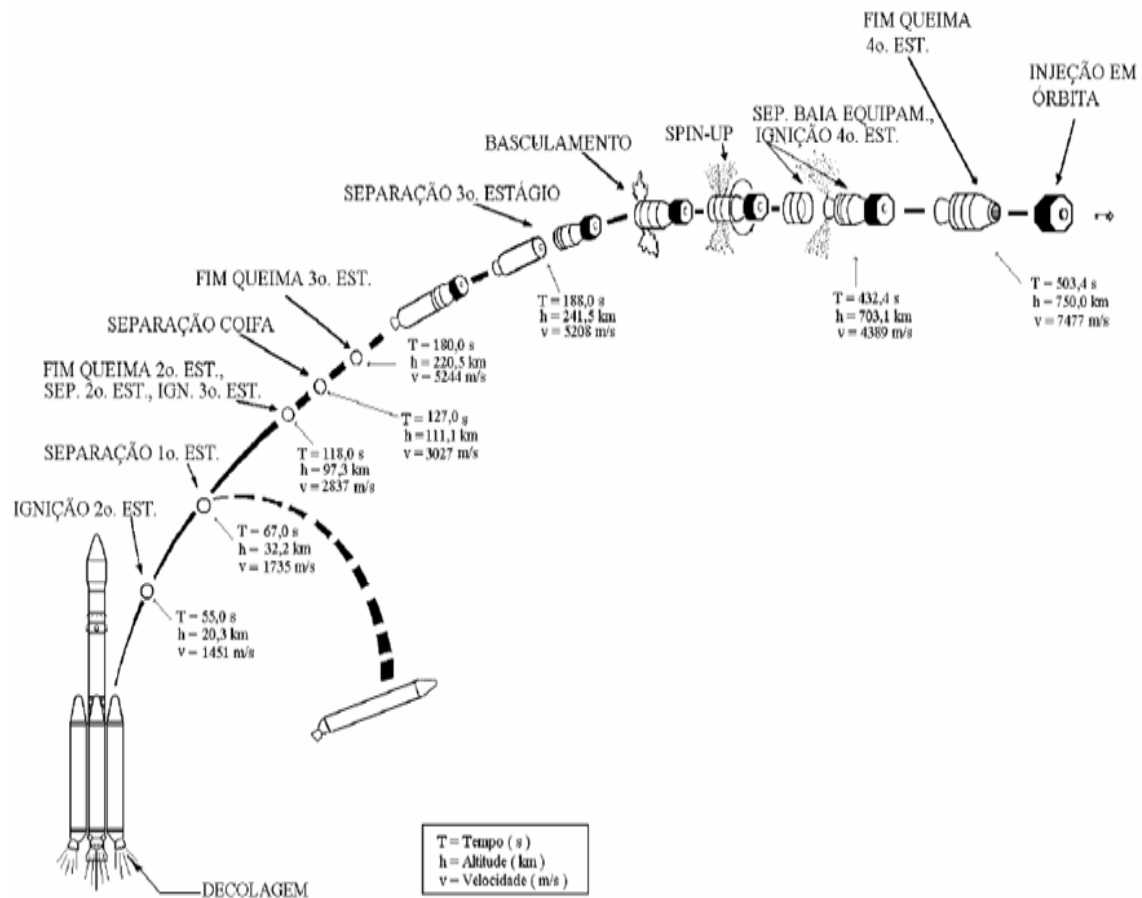 FIM QUEIMA
4o. EST.
INJEÇÃO EM
ÓRBITA
SEP. BAIA EQUIPAM.,
IGNIÇÃO 4o. EST.
SPIN-UP
BASCULAMENTO
SEPARAÇÃO 3o. ESTÁGIO
FIM QUEIMA 3o. EST.
SEPARAÇÃO COIFA
FIM QUEIMA 2o. EST.,
SEP. 2o. EST., IGN. 3o. EST.
SEPARAÇÃO 1o. EST.
IGNIÇÃO 2o. EST.
T = 503,4 s
h = 750,0 km
v = 7477 m/s
T = 432,4 s
h = 703,1 km
v = 4389 m/s
T = 188,0 s
h = 241,5 km
v = 5208 m/s
T = 180,0 s
h = 220,5 km
v = 5244 m/s
T = 127,0 s
h = 111,1 km
v = 3027 m/s
T = 118,0 s
h = 97,3 km
v = 2837 m/s
T = 67,0 s
h = 32,2 km
v = 1735 m/s
T = 55,0 s
h = 20,3 km
v = 1451 m/s
T = Tempo ( s )
h = Altitude ( km )
v = Velocidade ( m/s )
DECOLAGEM